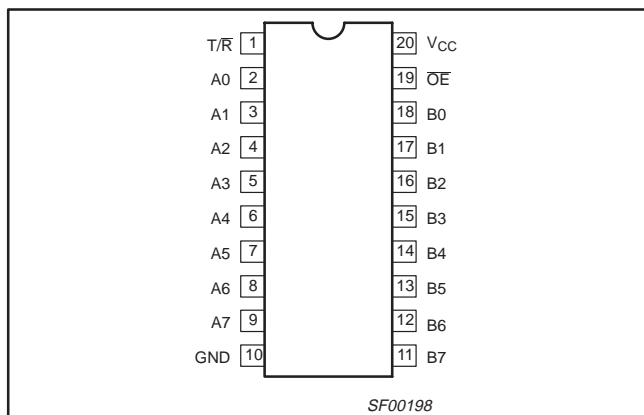 T/R̅ 1 20 VCC
A0 2 19 O̅E̅
A1 3 18 B0
A2 4 17 B1
A3 5 16 B2
A4 6 15 B3
A5 7 14 B4
A6 8 13 B5
A7 9 12 B6
GND 10 11 B7
SF00198